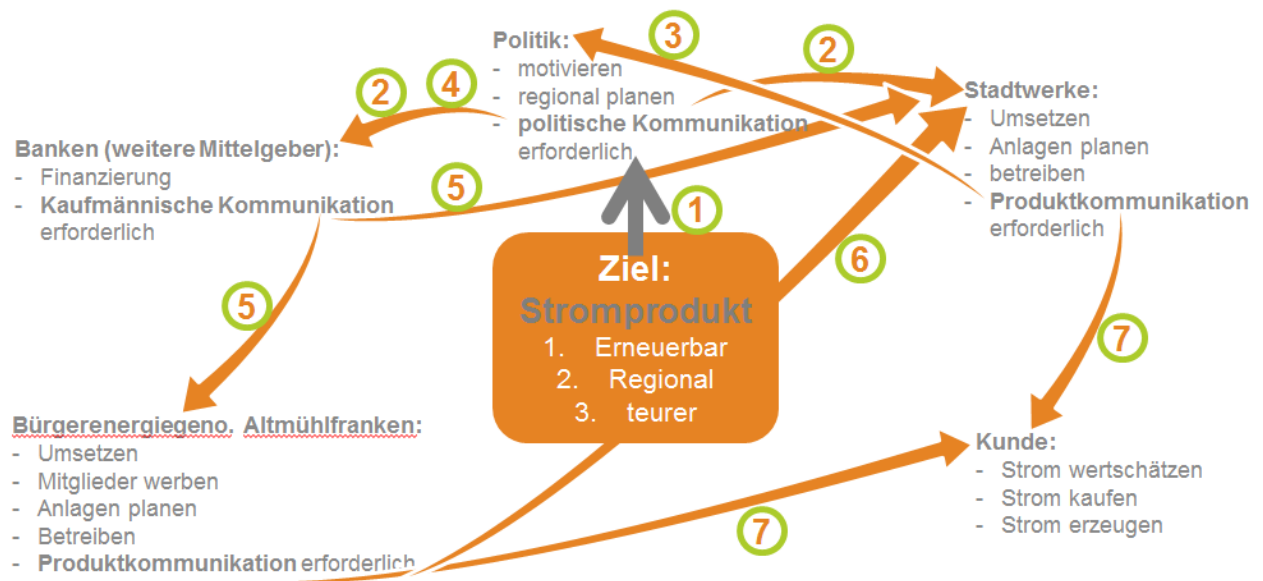 Politik:
- motivieren
- regional planen
- politische Kommunikation
erforderlich
3
2
2
4
Stadtwerke:
- Umsetzen
- Anlagen planen
- betreiben
- Produktkommunikation
erforderlich
Banken (weitere Mittelgeber):
- Finanzierung
- Kaufmännische Kommunikation
erforderlich
5
1
6
Ziel:
Stromprodukt
1. Erneuerbar
2. Regional
3. teurer
5
7
Bürgerenergiegeno. Altmühlfranken:
- Umsetzen
- Mitglieder werben
- Anlagen planen
- Betreiben
- Produktkommunikation erforderlich
7
Kunde:
- Strom wertschätzen
- Strom kaufen
- Strom erzeugen